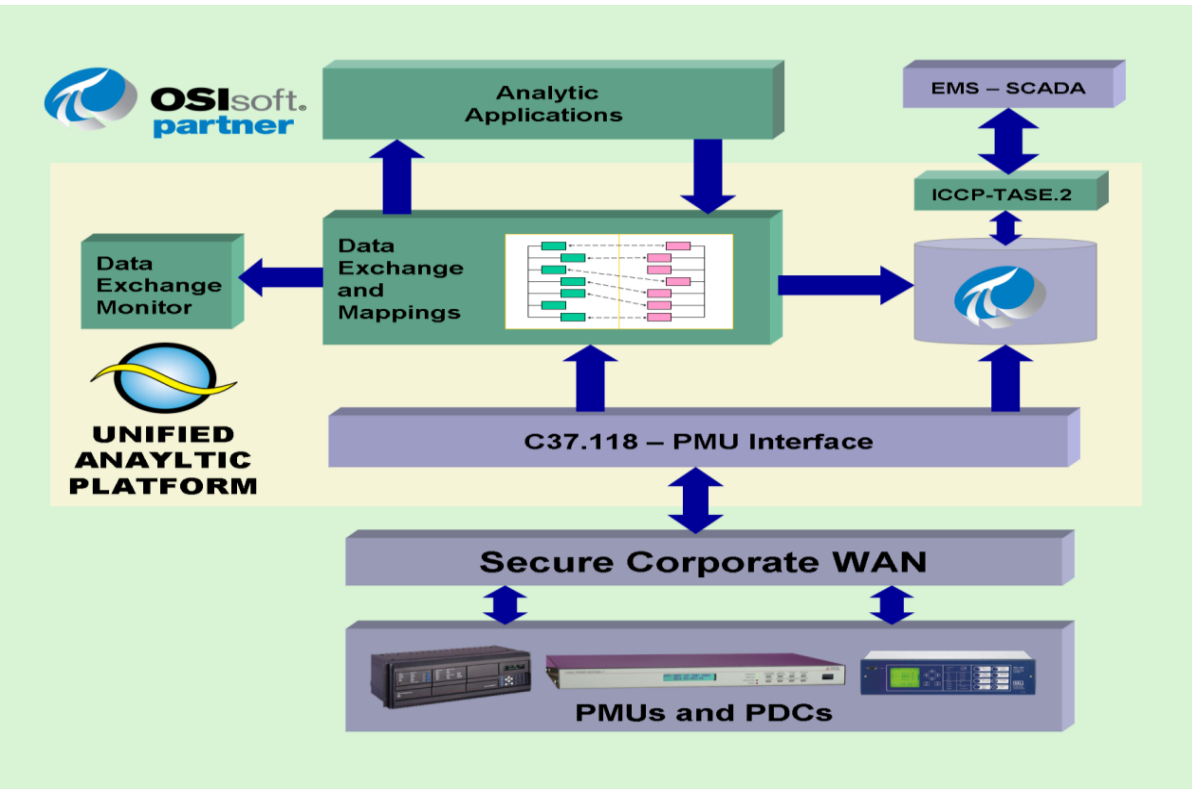 OSIsoft.
partner
Analytic
Applications
EMS – SCADA
ICCP-TASE.2
Data
Exchange
Monitor
Data
Exchange
and
Mappings
UNIFIED
ANAYLTIC
PLATFORM
C37.118 – PMU Interface
Secure Corporate WAN
PMUs and PDCs